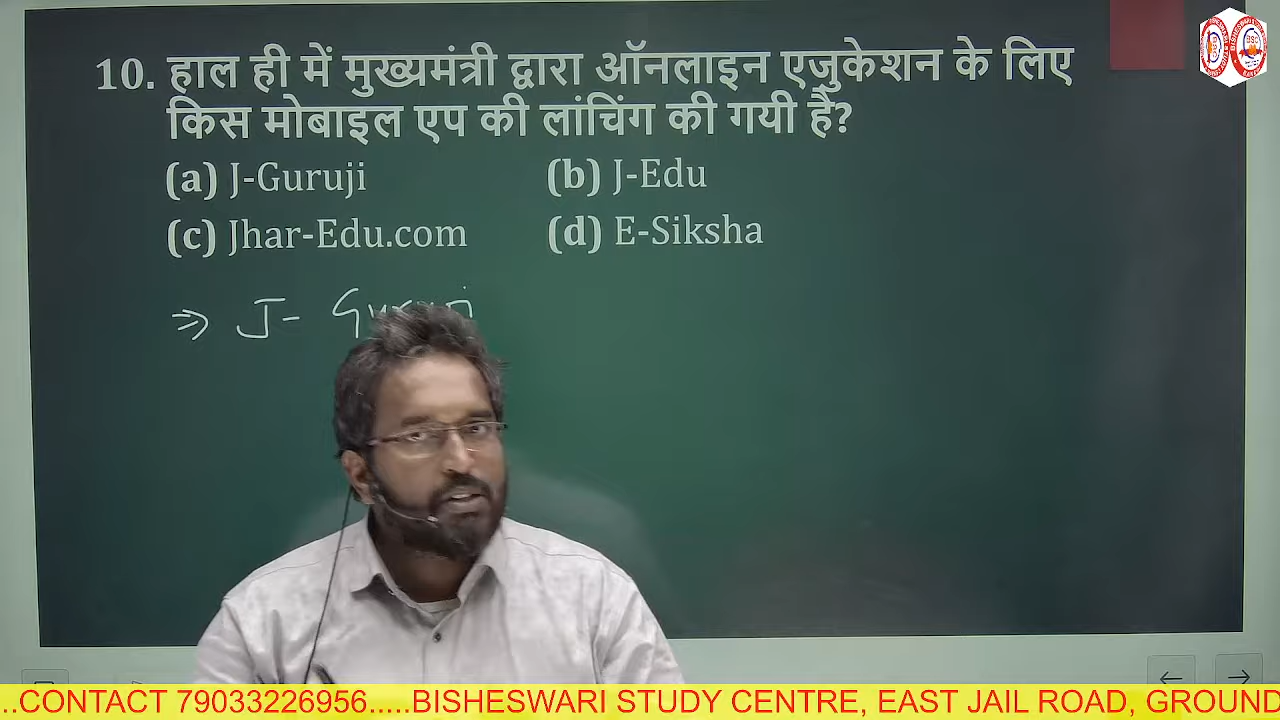 10. हाल ही में मुख्यमंत्री द्वारा ऑनलाइन एजुकेशन के लिए
किस मोबाइल एप की लांचिंग की गयी है?
(a) J-Guruji
(b) J-Edu
(c) Jhar-Edu.com
(d) E-Siksha
⇒ J-
..CONTACT 79033226956.....BISHESWARI STUDY CENTRE, EAST JAIL ROAD, GROUND